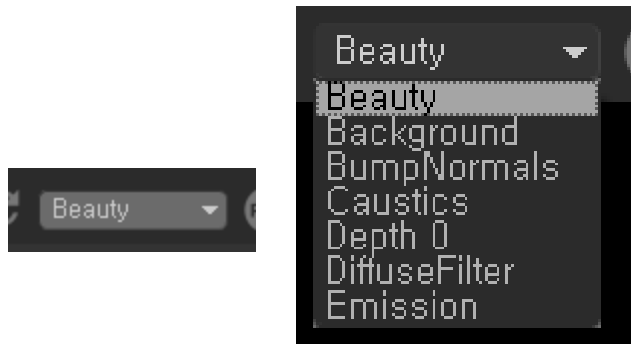 Beauty
Beauty
Beauty
Background
BumpNormals
Caustics
Depth 0
DiffuseFilter
Emission